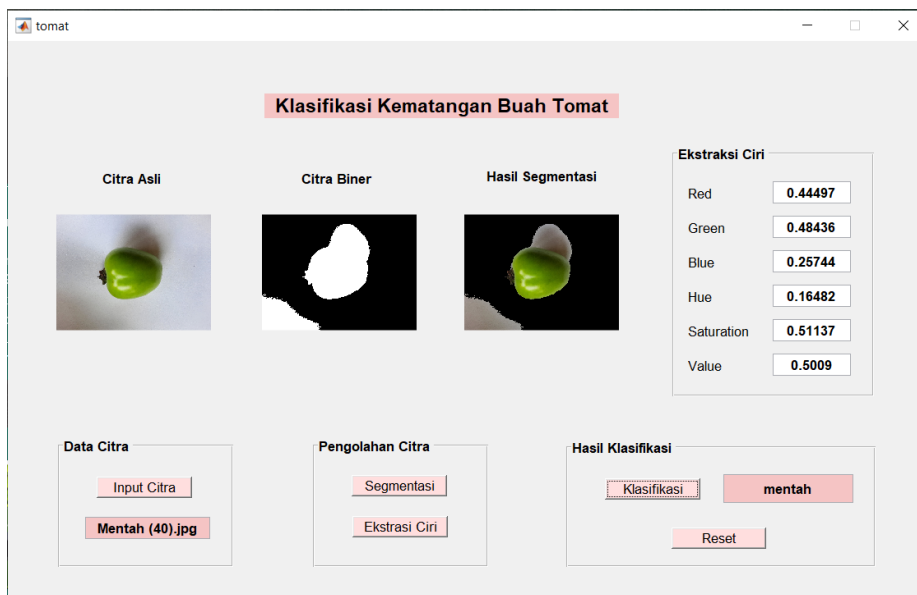 tomat
Klasifikasi Kematangan Buah Tomat
Citra Asli
Citra Biner
Hasil Segmentasi
Ekstraksi Ciri
Red 0.44497
Green 0.48436
Blue 0.25744
Hue 0.16482
Saturation 0.51137
Value 0.5009
Data Citra
Input Citra
Mentah (40).jpg
Pengolahan Citra
Segmentasi
Ekstrasi Ciri
Hasil Klasifikasi
Klasifikasi mentah
Reset